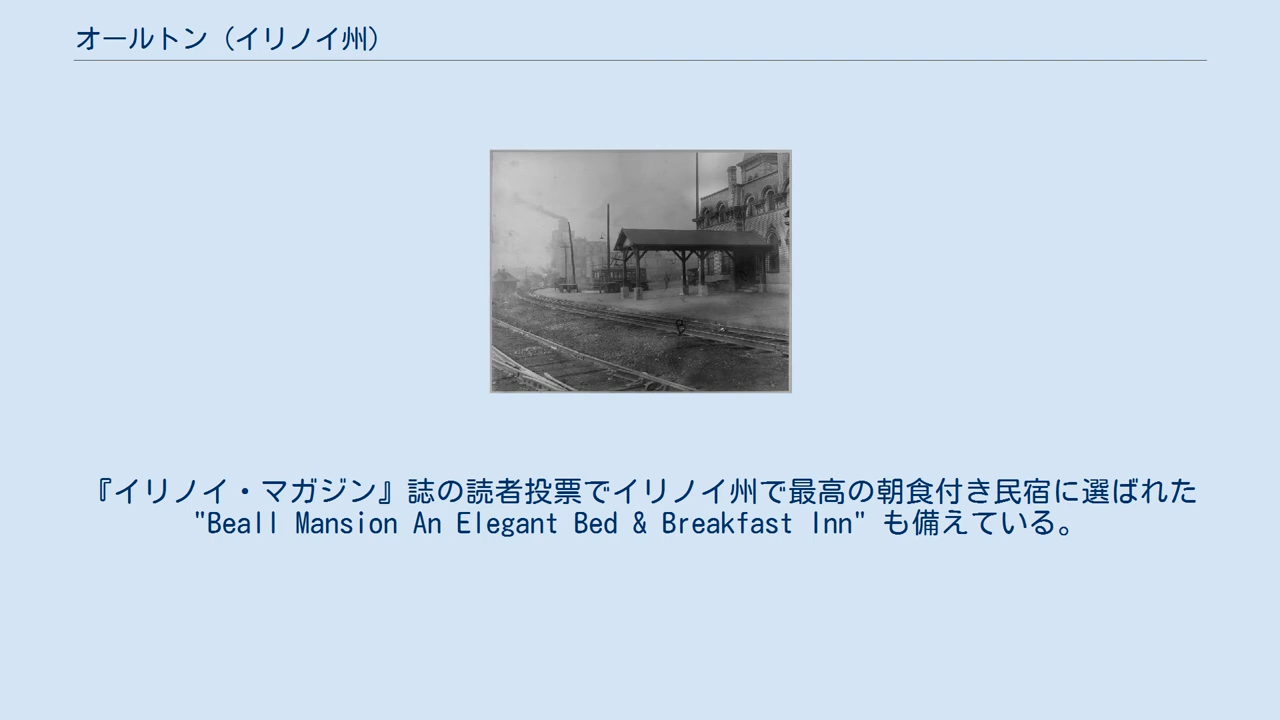 オールトン（イリノイ州）
『イリノイ・マガジン』誌の読者投票でイリノイ州で最高の朝食付き民宿に選ばれた
"Beall Mansion An Elegant Bed & Breakfast Inn" も備えている。